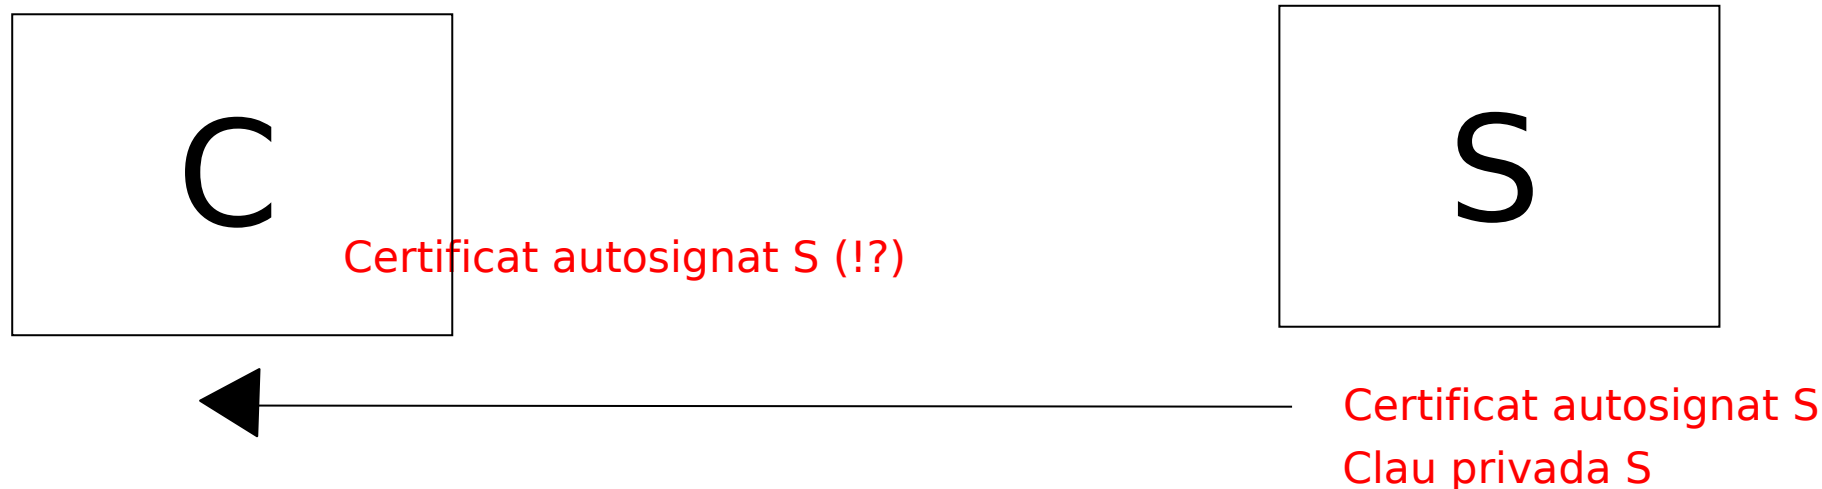 C
S
Certificat autosignat S (!?)
Certificat autosignat S
Clau privada S